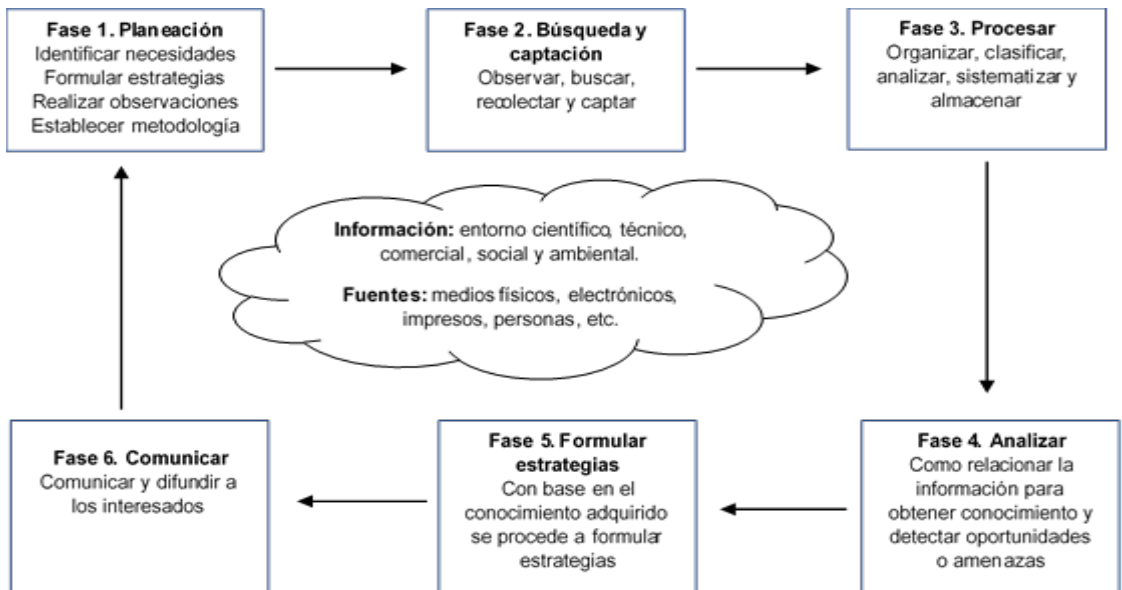 Fase 1. Planeación
Identificar necesidades
Formular estrategias
Realizar observaciones
Establecer metodología
Fase 2. Búsqueda y
captación
Observar, buscar,
recolectar y captar
Fase 3. Procesar
Organizar, clasificar,
analizar, sistematizar y
almacenar
Información: entorno científico, técnico,
comercial, social y ambiental.
Fuentes: medios físicos, electrónicos,
impresos, personas, etc.
Fase 4. Analizar
Como relacionar la
información para
obtener conocimiento y
detectar oportunidades
o amenazas
Fase 5. Formular
estrategias
Con base en el
conocimiento adquirido
se procede a formular
estrategias
Fase 6. Comunicar
Comunicar y difundir a
los interesados